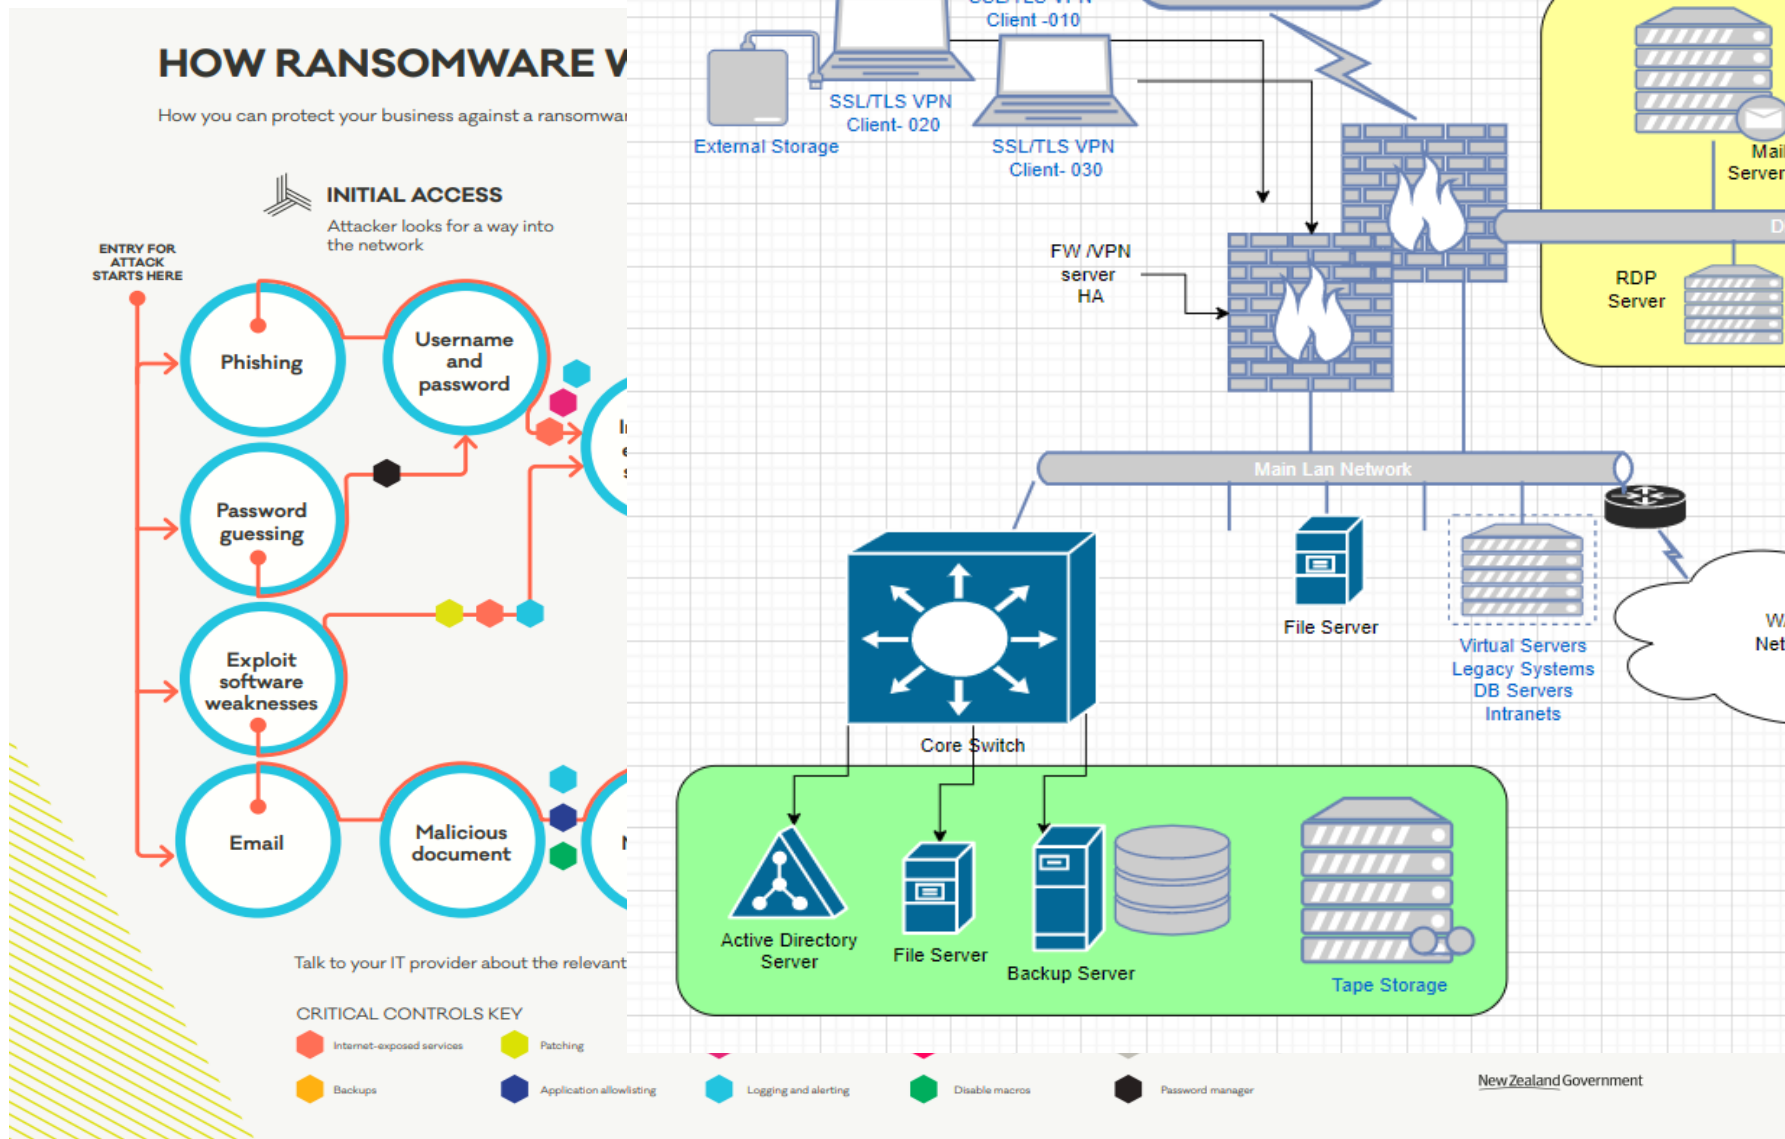 HOW RANSOMWARE
How you can protect your business against a
INITIAL ACCESS
Attacker looks for a way into
the network
ENTRY FOR
ATTACK
STARTS HERE
Phishing
Username
and
password
Password
guessing
Exploit
software
weaknesses
Email
Malicious
document
Talk to your IT provider about the relevant
CRITICAL CONTROLS KEY
Internet-exposed services
Patching
Backups
Application allowlisting
Logging and alerting
Disable macros
Password manager
New Zealand Government
SSL/TLS VPN
Client -010
SSL/TLS VPN
Client- 020
External Storage
SSL/TLS VPN
Client- 030
Server
FW /VPN
server
HA
RDP
Server
Main Lan Network
File Server
Virtual Servers
Legacy Systems
DB Servers
Intranets
Core Switch
Active Directory
Server
File Server
Backup Server
Tape Storage